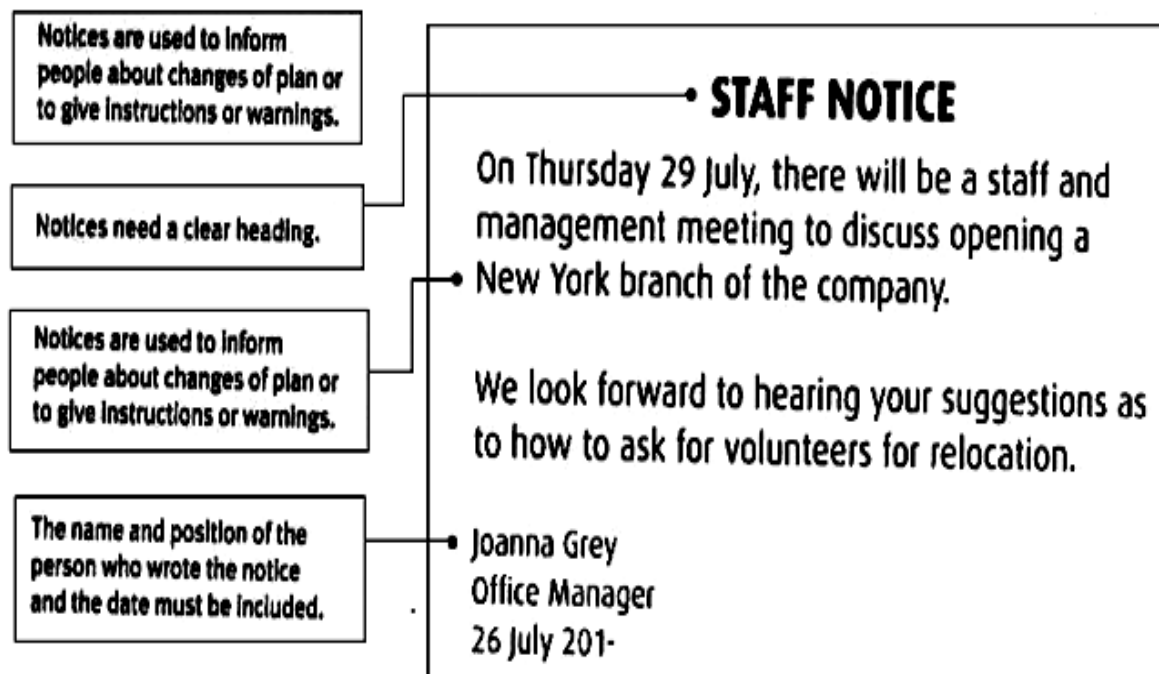 Notices are used to inform
people about changes of plan or
to give instructions or warnings.
Notices need a clear heading.
Notices are used to inform
people about changes of plan or
to give instructions or warnings.
The name and position of the
person who wrote the notice
and the date must be included.
STAFF NOTICE
On Thursday 29 July, there will be a staff and
management meeting to discuss opening a
New York branch of the company.
We look forward to hearing your suggestions as
to how to ask for volunteers for relocation.
Joanna Grey
Office Manager
26 July 201-